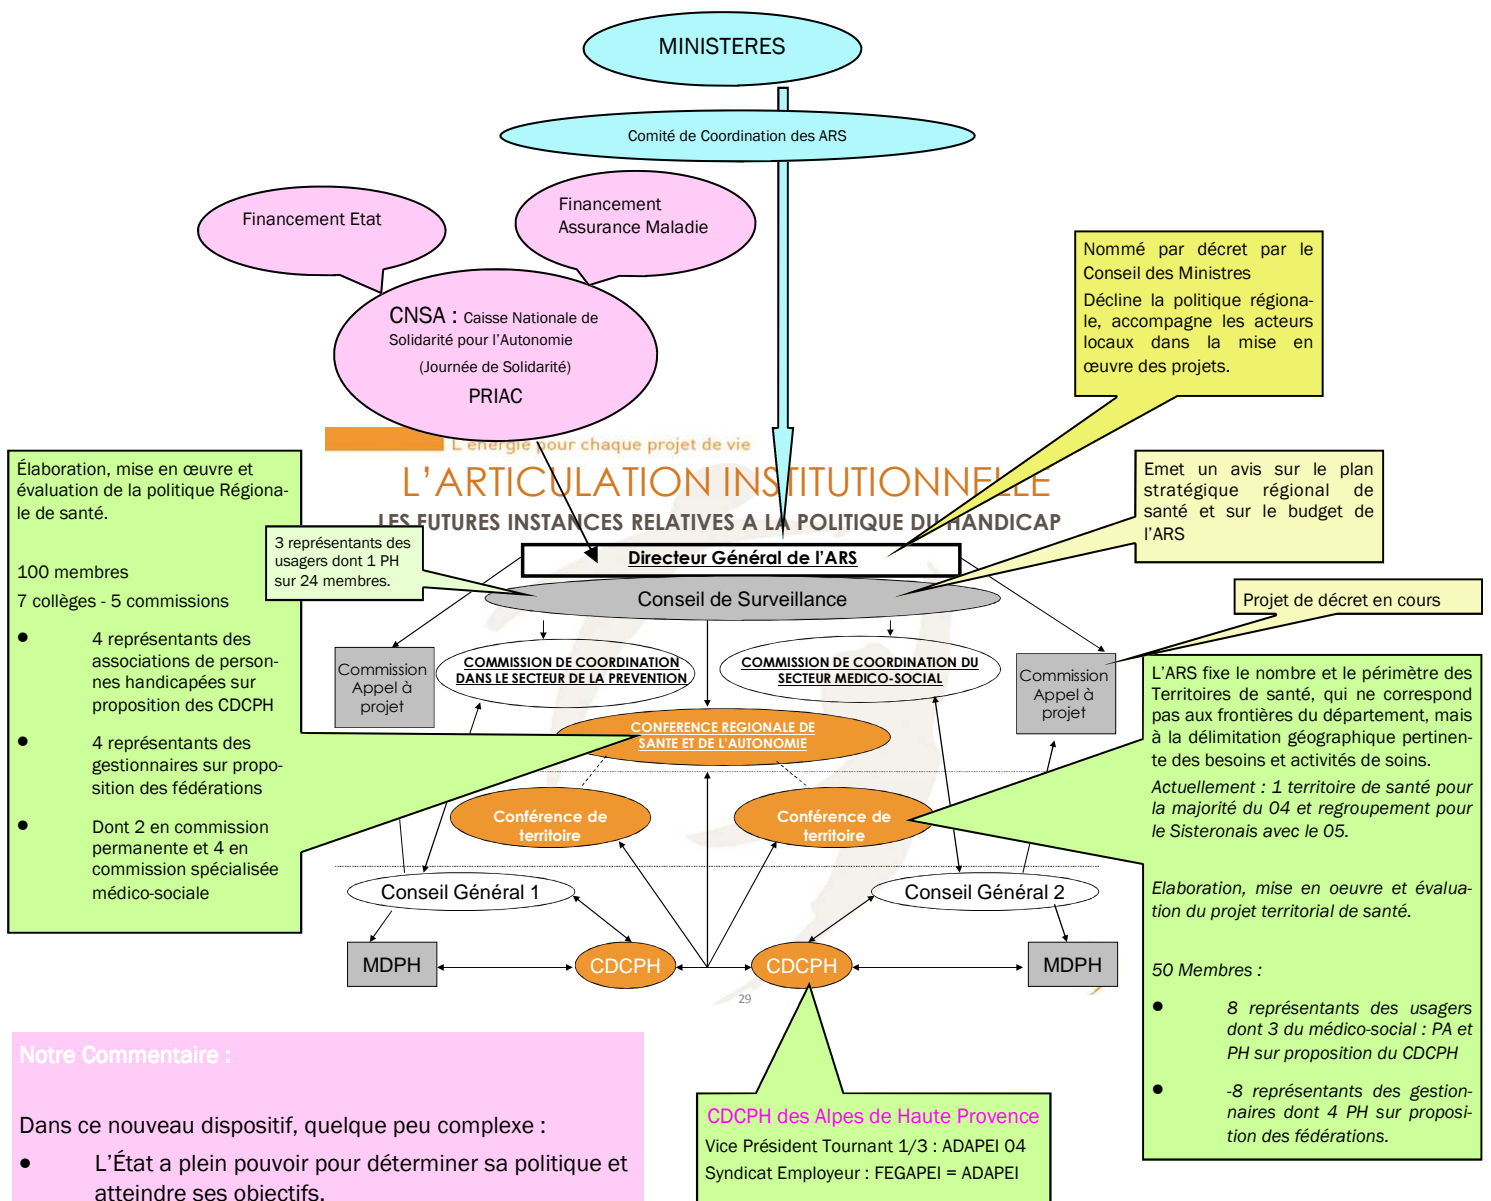 MINISTERES
Comité de Coordination des ARS
Financement Etat
Financement
Assurance Maladie
CNSA : Caisse Nationale de
Solidarité pour l'Autonomie
(Journée de Solidarité)
PRIAC
Nommé par décret par le
Conseil des Ministres
Décline la politique régiona-
le, accompagne les acteurs
locaux dans la mise en
œuvre des projets.
L'énergie pour chaque projet de vie
L'ARTICULATION INSTITUTIONNELLE
LES FUTURES INSTANCES RELATIVES A LA POLITIQUE DU HANDICAP
Emet un avis sur le plan
stratégique régional de
santé et sur le budget de
l'ARS
Élaboration, mise en œuvre et
évaluation de la politique Régiona-
le de santé.
100 membres
7 collèges - 5 commissions
● 4 représentants des
associations de person-
nes handicapées sur
proposition des CDCPH
● 4 représentants des
gestionnaires sur propo-
sition des fédérations
● Dont 2 en commission
permanente et 4 en
commission spécialisée
médico-sociale
3 représentants des
usagers dont 1 PH
sur 24 membres.
Directeur Général de l'ARS
Conseil de Surveillance
Projet de décret en cours
Commission
Appel à
projet
COMMISSION DE COORDINATION
DANS LE SECTEUR DE LA PREVENTION
COMMISSION DE COORDINATION DU
SECTEUR MEDICO-SOCIAL
Commission
Appel à
projet
CONFERENCE REGIONALE DE
SANTE ET DE L'AUTONOMIE
Conférence de
territoire
Conférence de
territoire
Conseil Général 1
Conseil Général 2
MDPH
CDCPH
CDCPH
MDPH
29
L'ARS fixe le nombre et le périmètre des
Territoires de santé, qui ne correspond
pas aux frontières du département, mais
à la délimitation géographique pertinen-
te des besoins et activités de soins.
Actuellement : 1 territoire de santé pour
la majorité du 04 et regroupement pour
le Sisteronais avec le 05.
Elaboration, mise en oeuvre et évalua-
tion du projet territorial de santé.
50 Membres :
● 8 représentants des usagers
dont 3 du médico-social : PA et
PH sur proposition du CDCPH
● -8 représentants des gestion-
naires dont 4 PH sur proposi-
tion des fédérations.
Notre Commentaire :
Dans ce nouveau dispositif, quelque peu complexe :
● L'État a plein pouvoir pour déterminer sa politique et
atteindre ses objectifs.
CDCPH des Alpes de Haute Provence
Vice Président Tournant 1/3 : ADAPEI 04
Syndicat Employeur : FEGAPEI = ADAPEI